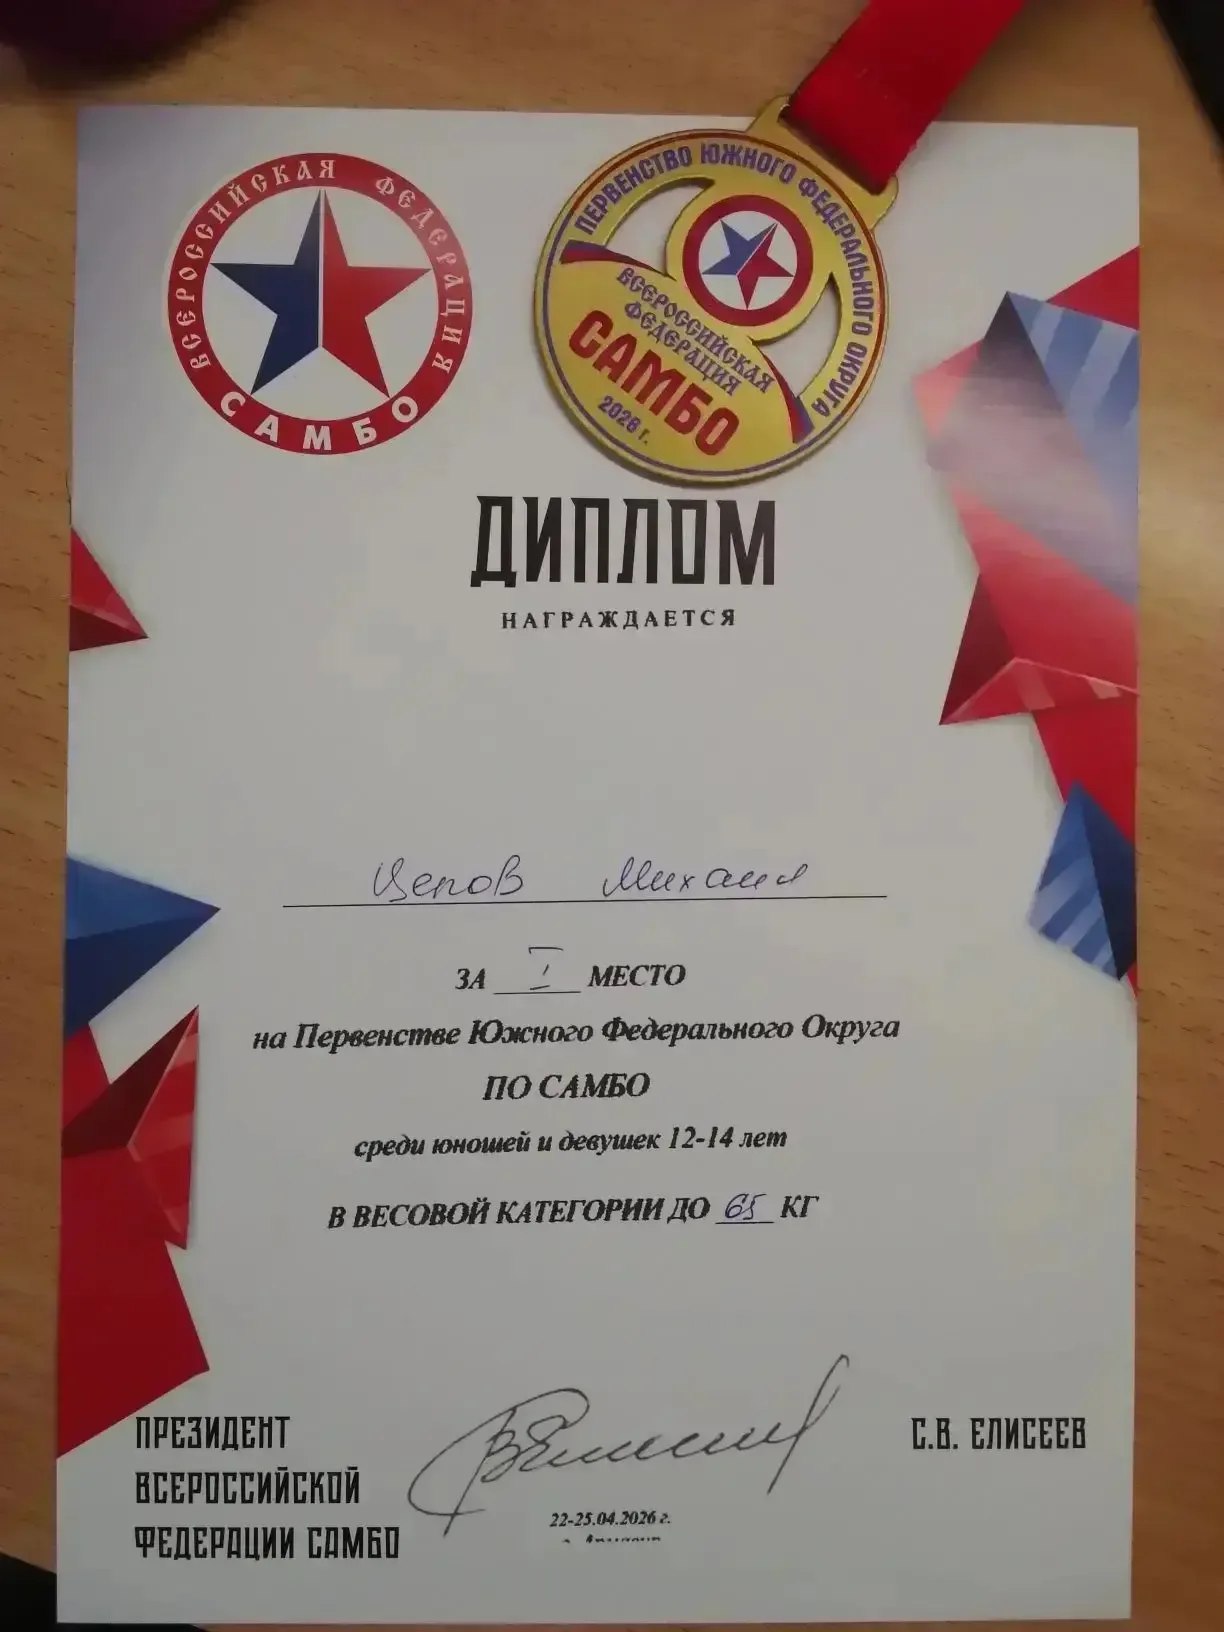 ВСЕРОССИЙСКАЯ ФЕДЕРАЦИЯ
САМБО
ПЕРВЕНСТВО ЮЖНОГО ФЕДЕРАЛЬНОГО ОКРУГА
ВСЕРОССИЙСКАЯ
ФЕДЕРАЦИЯ
САМБО
2026 г.
ДИПЛОМ
НАГРАЖДАЕТСЯ
Цепов Михаил
ЗА I МЕСТО
на Первенстве Южного Федерального Округа
ПО САМБО
среди юношей и девушек 12-14 лет
В ВЕСОВОЙ КАТЕГОРИИ ДО 65 КГ
ПРЕЗИДЕНТ
ВСЕРОССИЙСКОЙ
ФЕДЕРАЦИИ САМБО
С.В. ЕЛИСЕЕВ
22-25.04.2026 г.